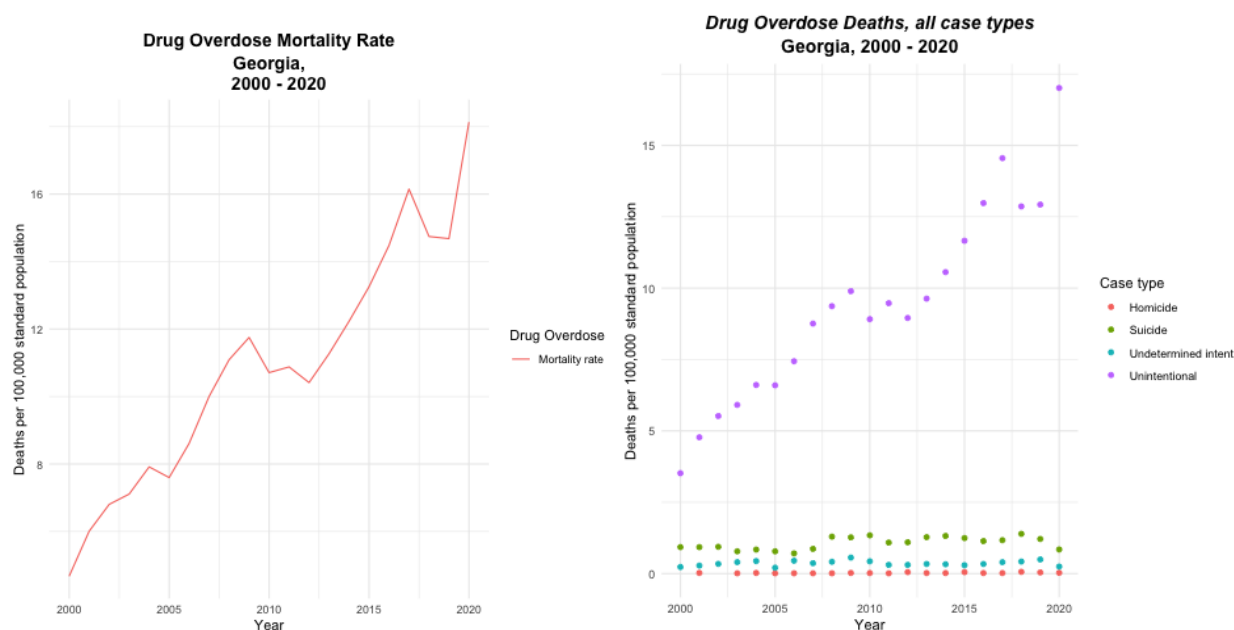 Drug Overdose Mortality Rate
Georgia,
2000 - 2020
Deaths per 100,000 standard population
16
12
8
2000 2005 2010 2015 2020
Year
Drug Overdose
Mortality rate
Drug Overdose Deaths, all case types
Georgia, 2000 - 2020
Deaths per 100,000 standard population
15
10
5
0
2000 2005 2010 2015 2020
Year
Case type
Homicide
Suicide
Undetermined intent
Unintentional